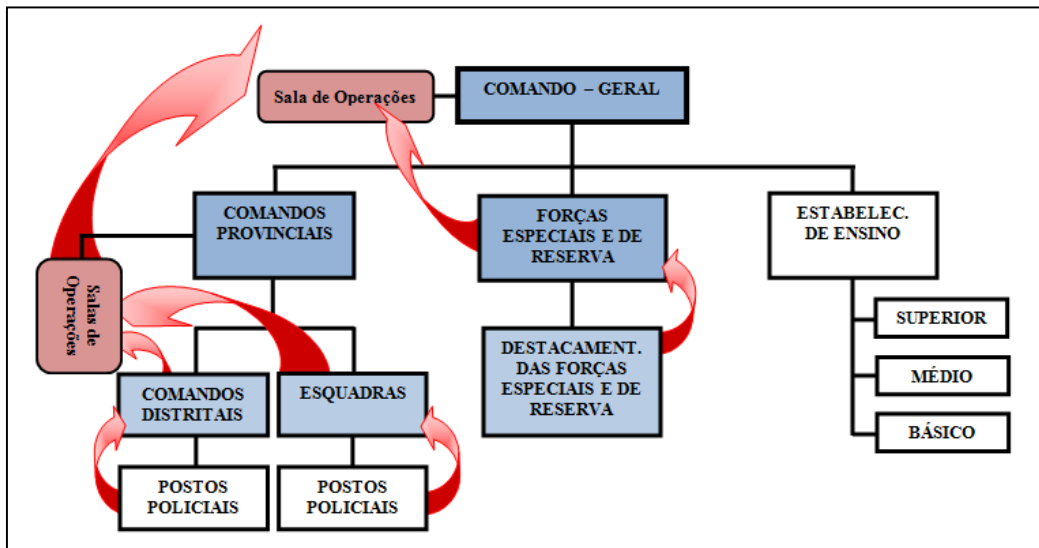 Sala de Operações
COMANDO – GERAL
COMANDOS
PROVINCIAIS
FORÇAS
ESPECIAIS E DE
RESERVA
ESTABELEC.
DE ENSINO
Salas de
Operações
SUPERIOR
MÉDIO
BÁSICO
COMANDOS
DISTRITAIS
ESQUADRAS
DESTACAMENT.
DAS FORÇAS
ESPECIAIS E DE
RESERVA
POSTOS
POLICIAIS
POSTOS
POLICIAIS